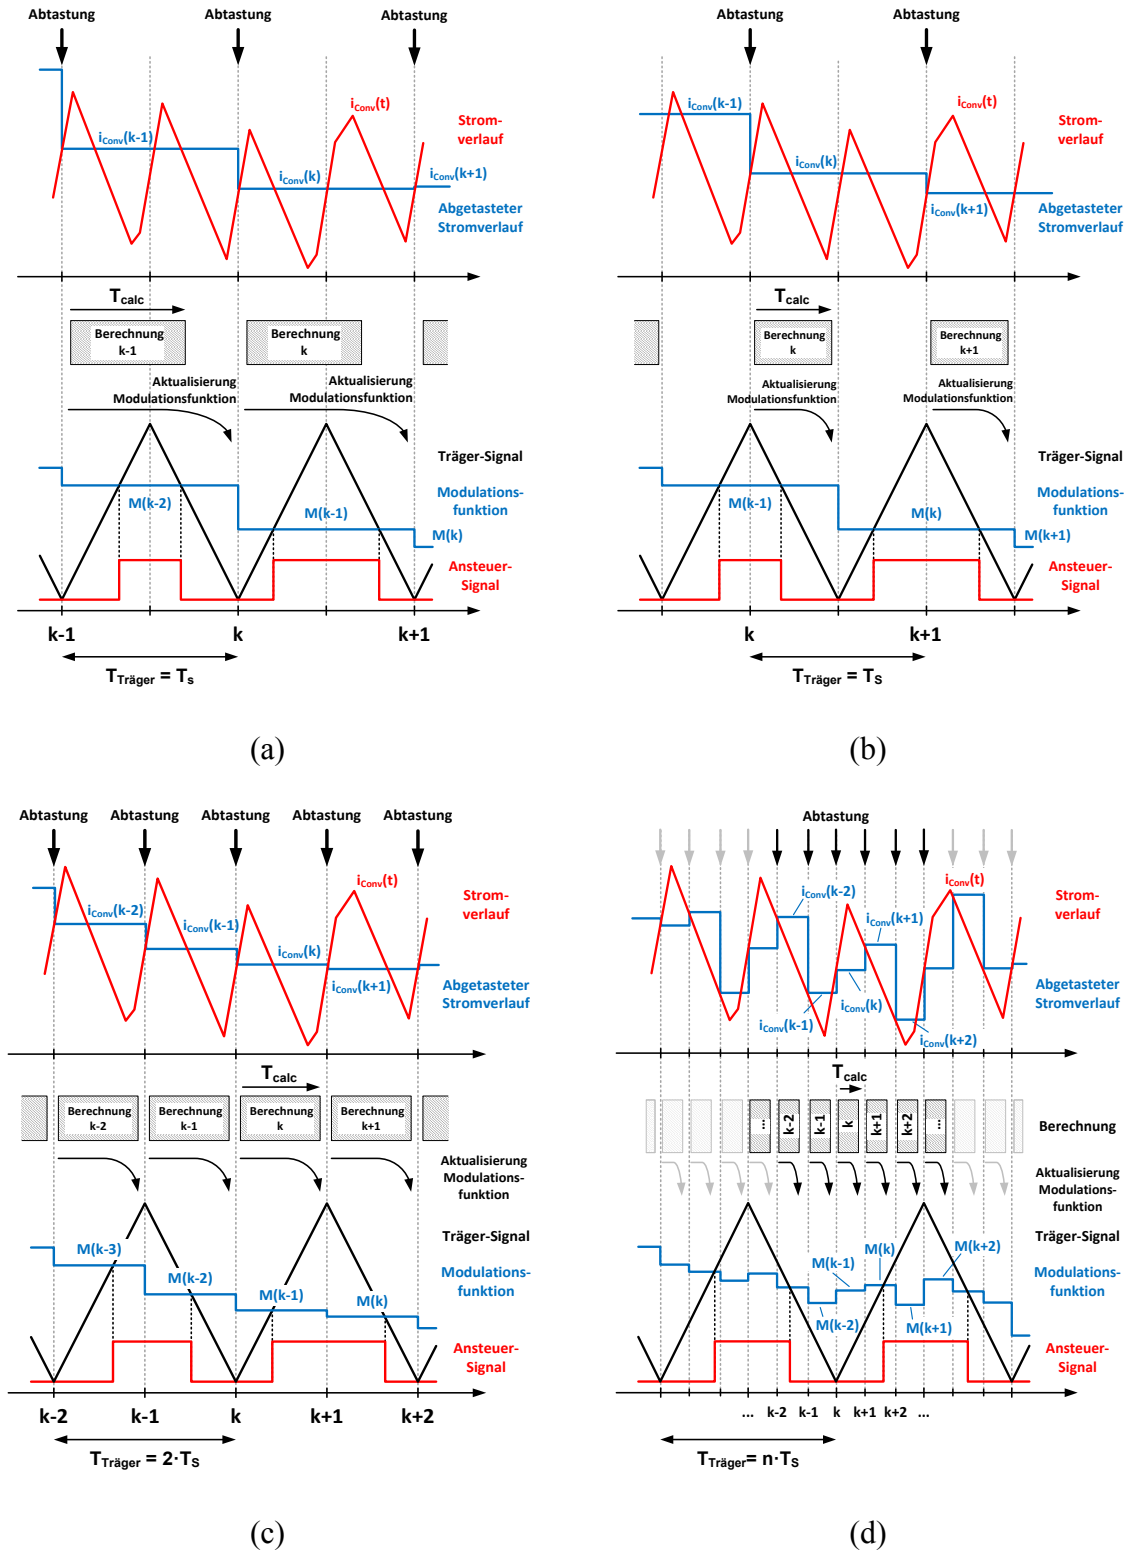 Abtastung Abtastung Abtastung
iConv(t)
Strom-
verlauf
iConv(k-1)
iConv(k)
iConv(k+1)
Abgetasteter
Stromverlauf
Tcalc
Berechnung
k-1
Berechnung
k
Aktualisierung
Modulationsfunktion
Aktualisierung
Modulationsfunktion
Träger-Signal
Modulations-
funktion
M(k-2)
M(k-1)
M(k)
Ansteuer-
Signal
k-1 k k+1
TTräger = Ts
(a)
Abtastung Abtastung
iConv(k-1)
iConv(t)
Strom-
verlauf
iConv(k)
iConv(k+1)
Abgetasteter
Stromverlauf
Tcalc
Berechnung
k
Berechnung
k+1
Aktualisierung
Modulationsfunktion
Aktualisierung
Modulationsfunktion
Träger-Signal
Modulations-
funktion
M(k-1)
M(k)
M(k+1)
Ansteuer-
Signal
k k+1
TTräger = TS
(b)
Abtastung Abtastung Abtastung Abtastung Abtastung
iConv(t)
Strom-
verlauf
iConv(k-2)
iConv(k-1)
iConv(k)
iConv(k+1)
Abgetasteter
Stromverlauf
Tcalc
Berechnung
k-2
Berechnung
k-1
Berechnung
k
Berechnung
k+1
Aktualisierung
Modulations-
funktion
Träger-Signal
M(k-3)
Modulations-
funktion
M(k-2)
M(k-1)
M(k)
Ansteuer-
Signal
k-2 k-1 k k+1 k+2
TTräger = 2·TS
(c)
Abtastung
iConv(t)
iConv(k-2)
Strom-
verlauf
iConv(k+1)
Abgetasteter
Stromverlauf
iConv(k)
iConv(k-1)
iConv(k+2)
Tcalc
... k-2 k-1 k k+1 k+2 ...
Berechnung
Aktualisierung
Modulations-
funktion
Träger-Signal
M(k+2)
M(k)
M(k-1)
Modulations-
funktion
M(k-2)
M(k+1)
Ansteuer-
Signal
... k-2 k-1 k k+1 k+2 ...
TTräger= n·TS
(d)